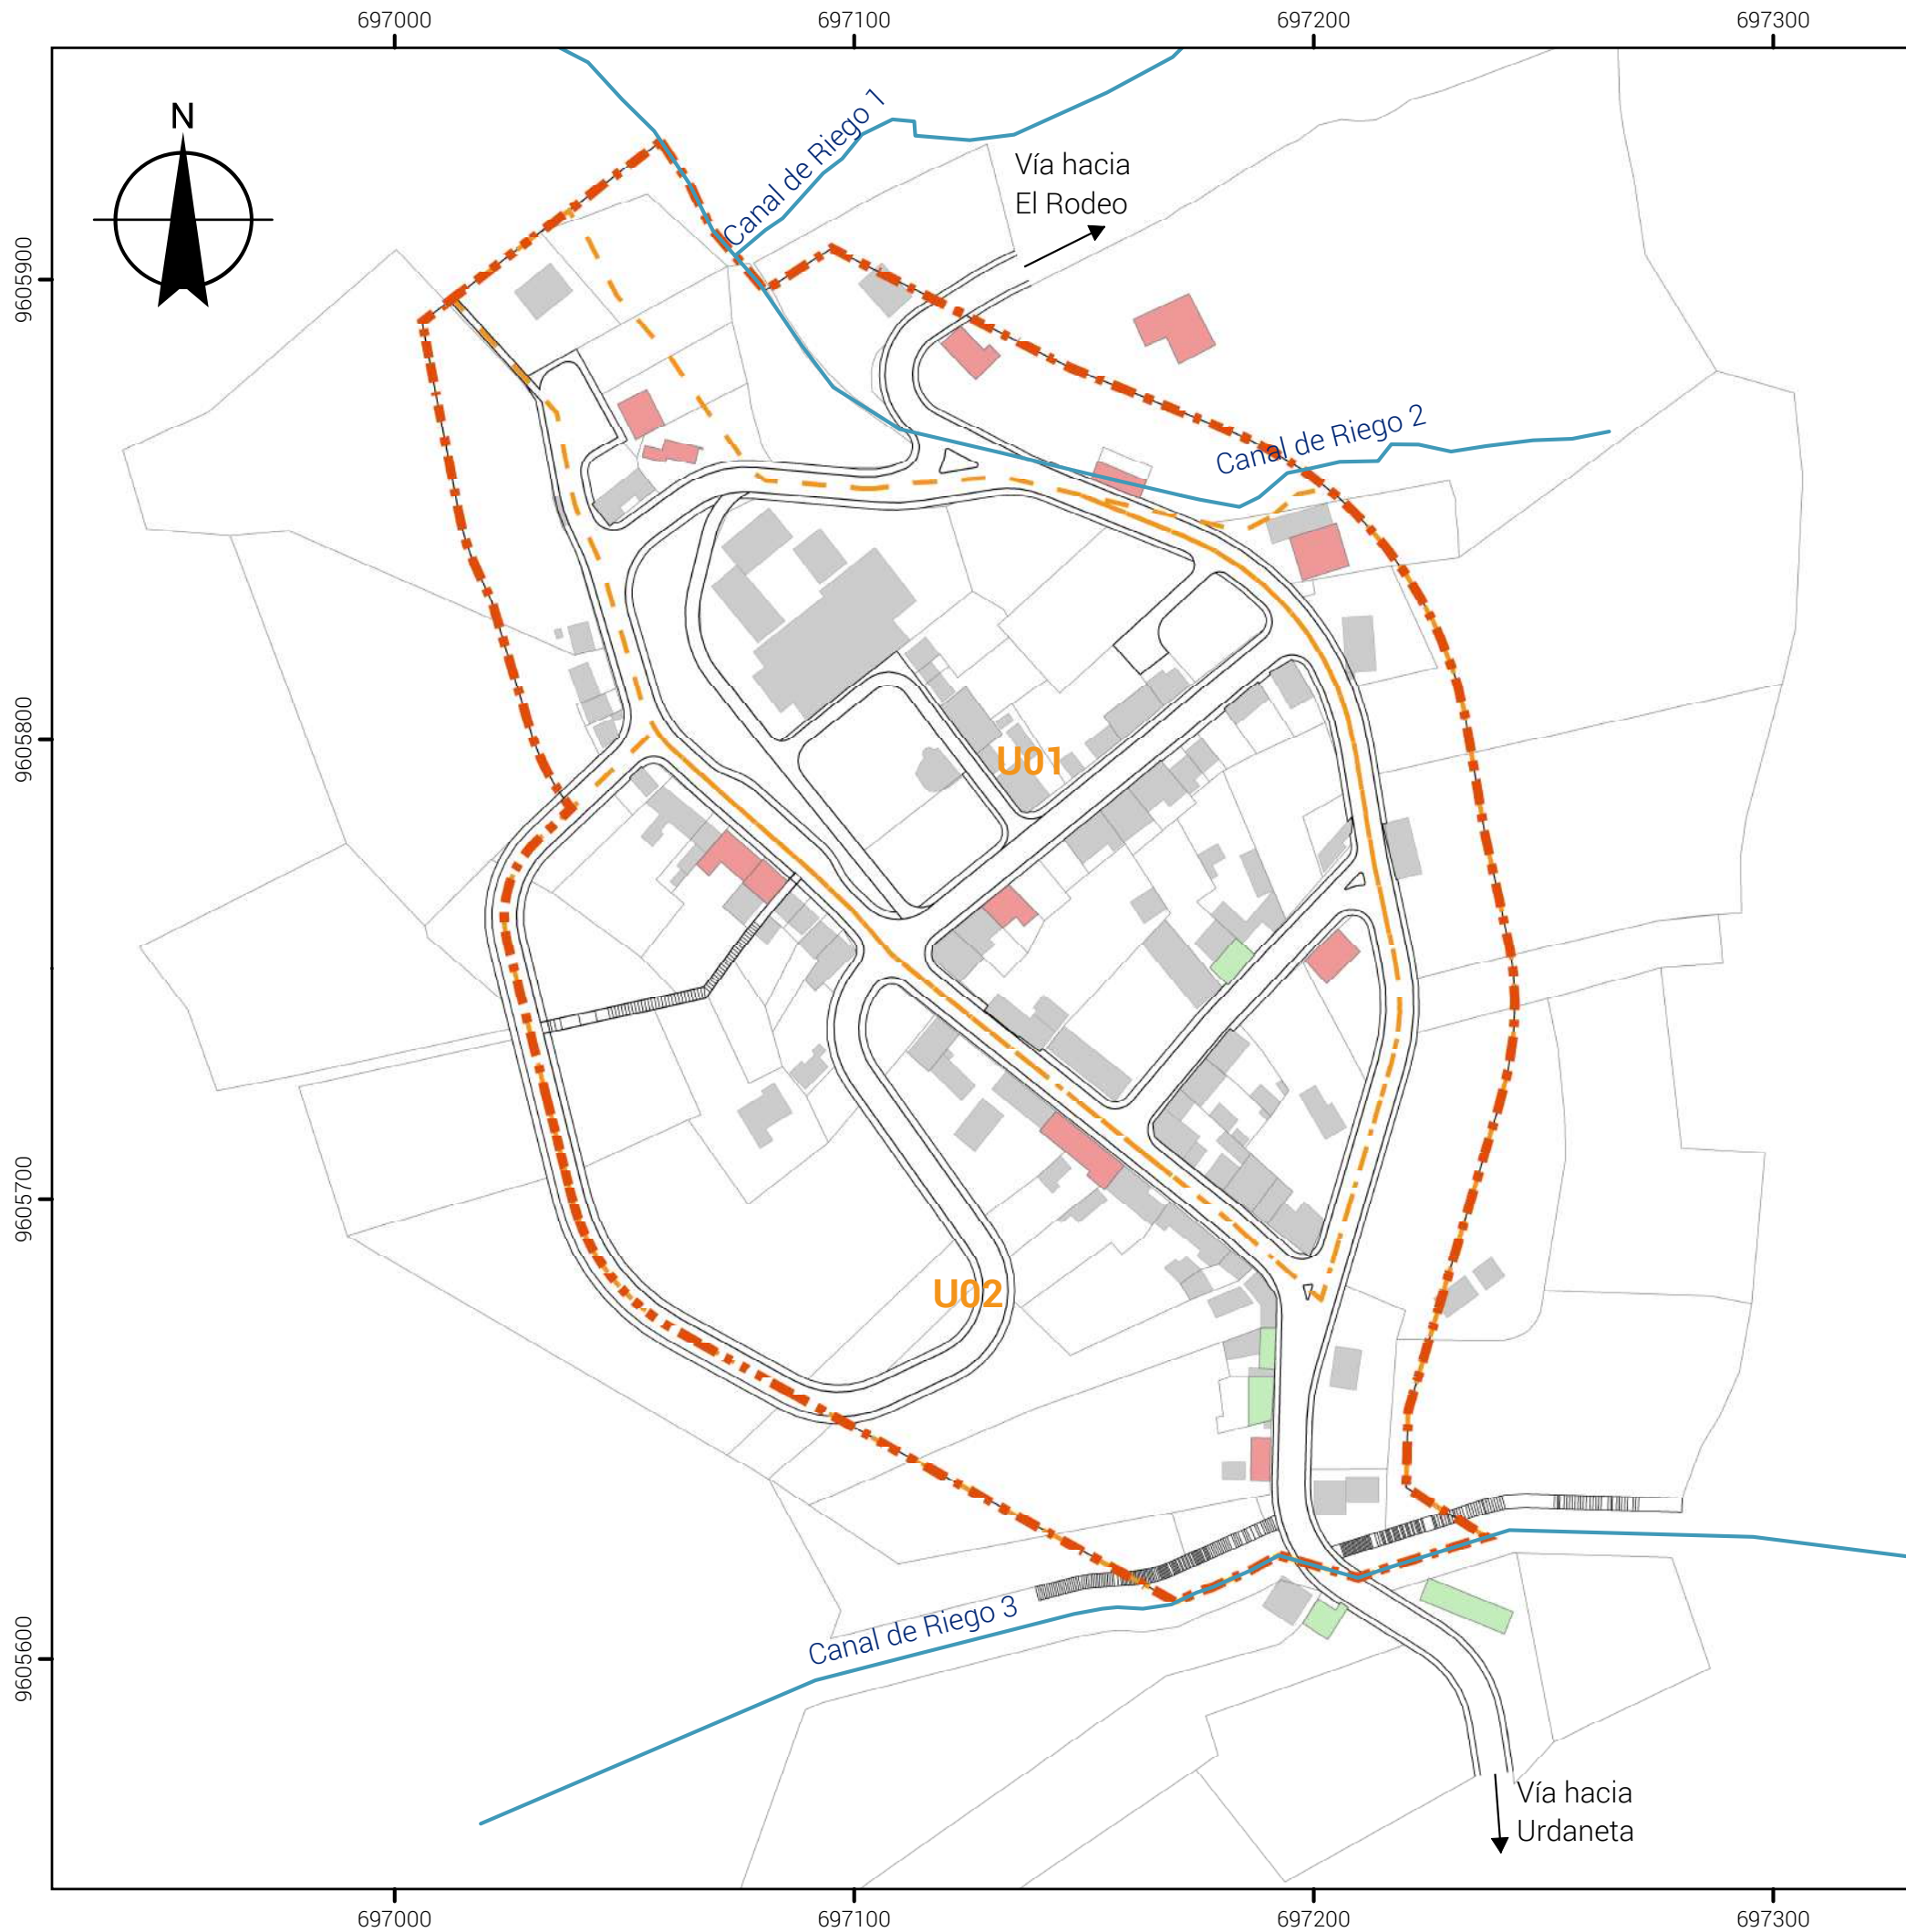 697000
697100
697200
697300
N
Canal de Riego 1
Vía hacia
El Rodeo
9605900
Canal de Riego 2
9605800
U01
9605700
U02
9605600
Canal de Riego 3
Vía hacia
Urdaneta
697000
697100
697200
697300